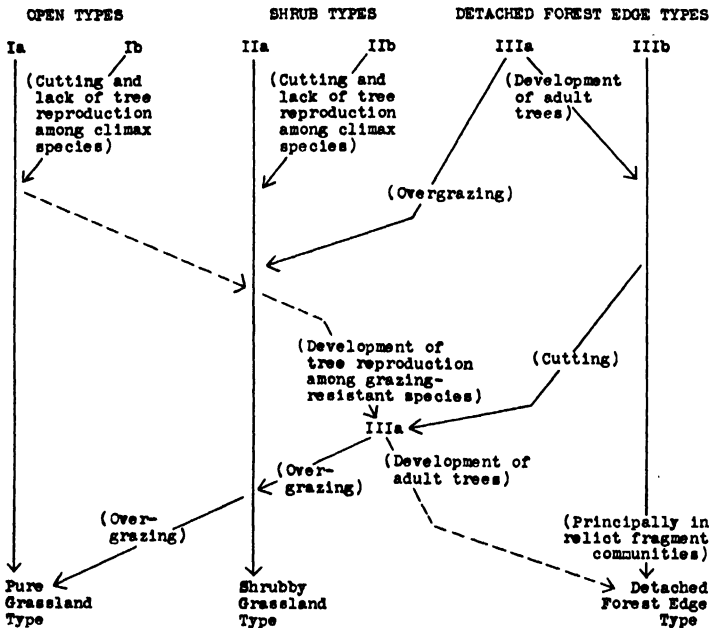 OPEN TYPES
SHRUB TYPES
DETACHED FOREST EDGE TYPES
Ia
Ib
IIa
IIb
IIIa
IIIb
(Cutting and
lack of tree
reproduction
among climax
species)
(Cutting and
lack of tree
reproduction
among climax
species)
(Development
of adult
trees)
(Overgrazing)
(Development of
tree reproduction
among grazing-
resistant species)
(Cutting)
IIIa
(Over-
grazing)
(Development of
adult trees)
(Over-
grazing)
(Principally in
relict fragment
communities)
Pure
Grassland
Type
Shrubby
Grassland
Type
Detached
Forest Edge
Type